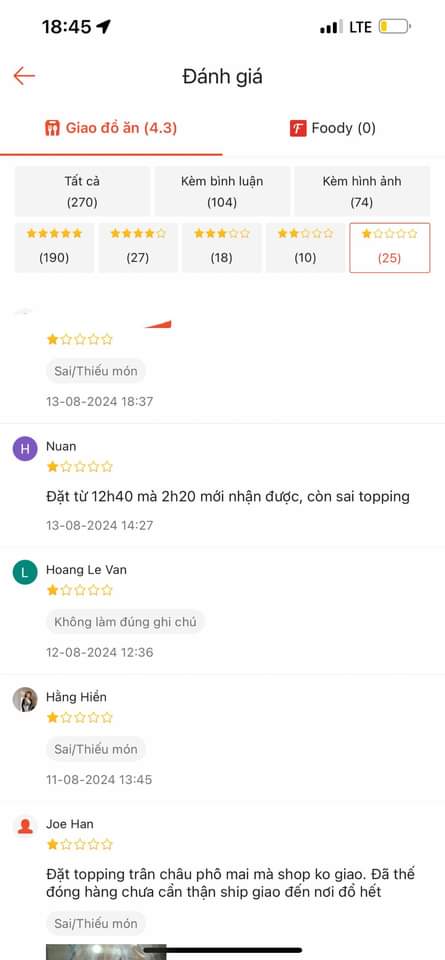 18:45
LTE
Đánh giá
Giao đồ ăn (4.3)
Foody (0)
Tất cả
(270)
Kèm bình luận
(104)
Kèm hình ảnh
(74)
(190)
(27)
(18)
(10)
(25)
Sai/Thiếu món
13-08-2024 18:37
H
Nuan
Đặt từ 12h40 mà 2h20 mới nhận được, còn sai topping
13-08-2024 14:27
L
Hoang Le Van
Không làm đúng ghi chú
12-08-2024 12:36
Hằng Hiền
Sai/Thiếu món
11-08-2024 13:45
Joe Han
Đặt topping trân châu phô mai mà shop ko giao. Đã thế
đóng hàng chưa cẩn thận ship giao đến nơi đổ hết
Sai/Thiếu món